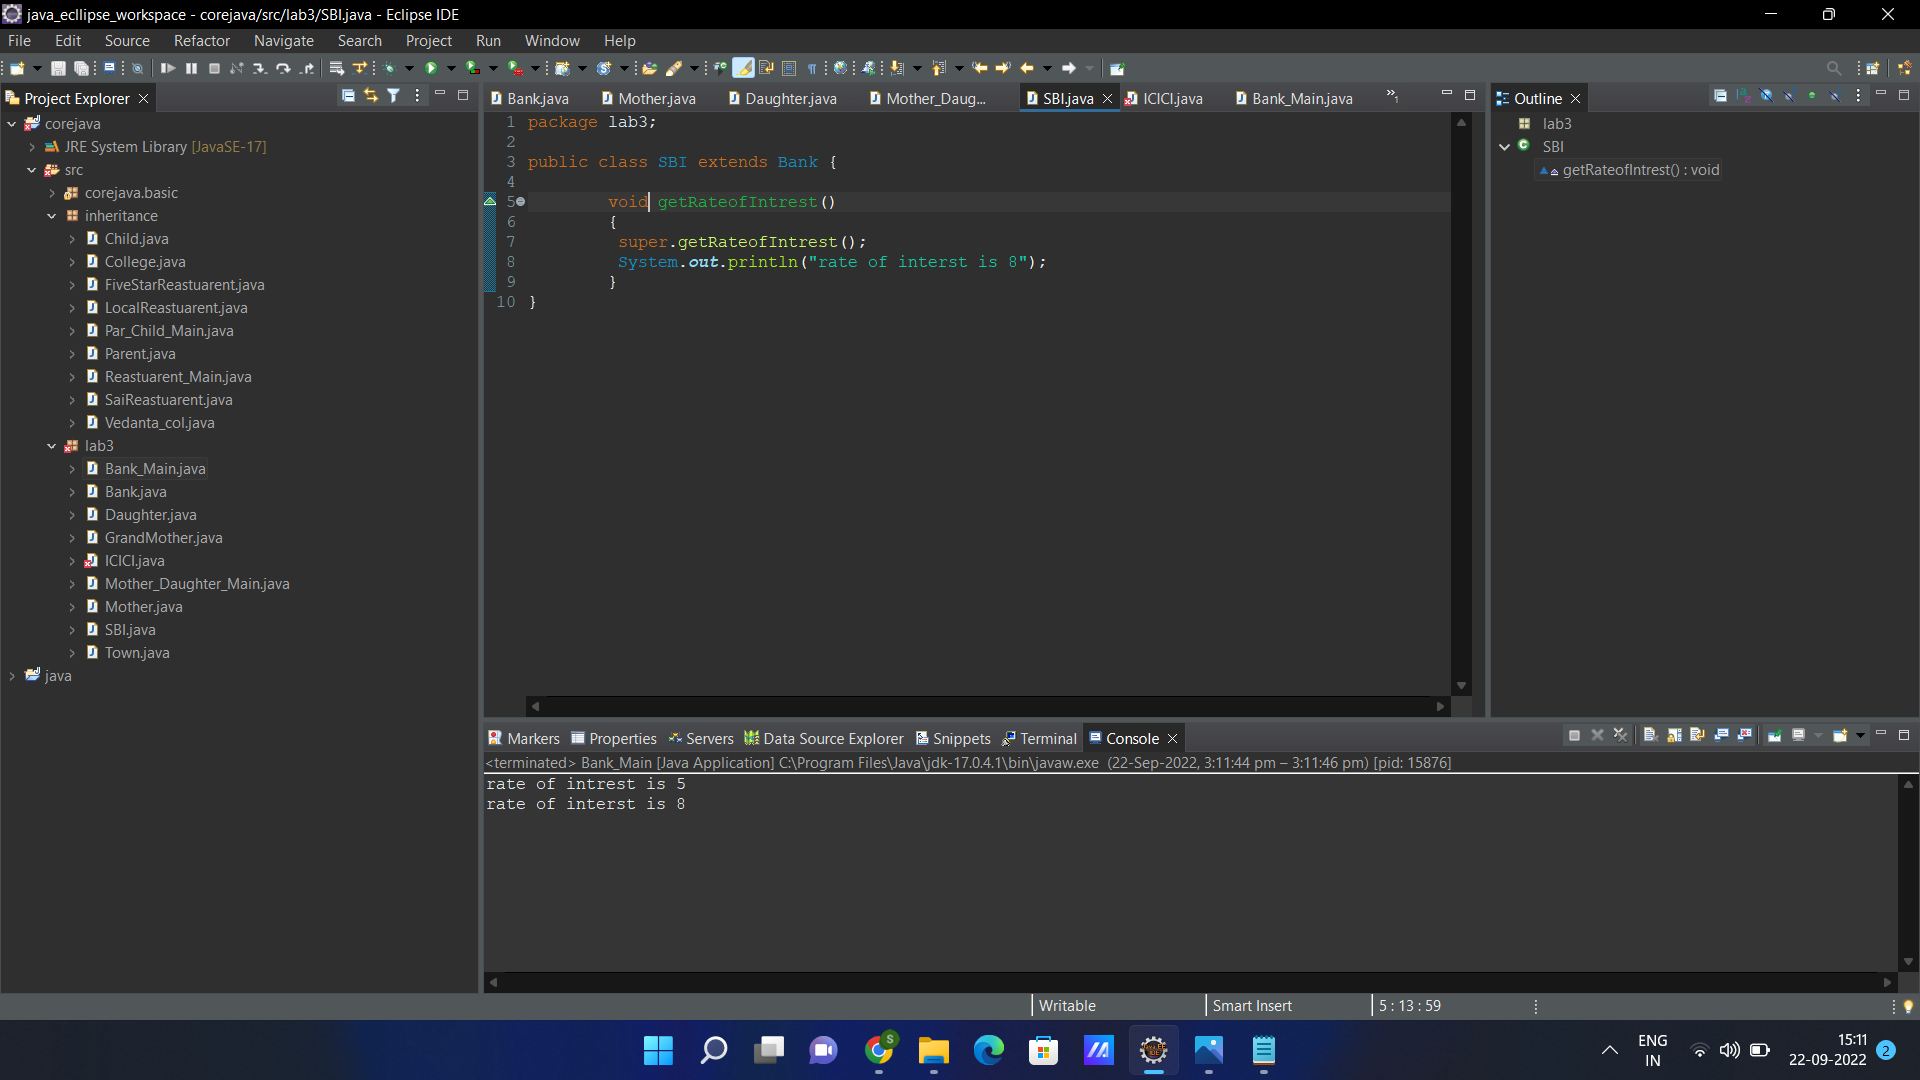 java_ecllipse_workspace - corejava/src/lab3/SBI.java - Eclipse IDE
File Edit Source Refactor Navigate Search Project Run Window Help
Project Explorer
corejava
JRE System Library [JavaSE-17]
src
corejava.basic
inheritance
Child.java
College.java
FiveStarReastuarent.java
LocalReastuarent.java
Par_Child_Main.java
Parent.java
Reastuarent_Main.java
SaiReastuarent.java
Vedanta_col.java
lab3
Bank_Main.java
Bank.java
Daughter.java
GrandMother.java
ICICI.java
Mother_Daughter_Main.java
Mother.java
SBI.java
Town.java
java
Bank.java Mother.java Daughter.java Mother_Daug... SBI.java ICICI.java Bank_Main.java »1
1 package lab3;
2
3 public class SBI extends Bank {
4
5 void getRateofIntrest()
6 {
7 super.getRateofIntrest();
8 System.out.println("rate of interst is 8");
9 }
10 }
Outline
lab3
SBI
getRateofIntrest() : void
Markers Properties Servers Data Source Explorer Snippets Terminal Console
<terminated> Bank_Main [Java Application] C:\Program Files\Java\jdk-17.0.4.1\bin\javaw.exe (22-Sep-2022, 3:11:44 pm – 3:11:46 pm) [pid: 15876]
rate of intrest is 5
rate of interst is 8
Writable Smart Insert 5 : 13 : 59
S
ENG
IN
15:11
22-09-2022
2